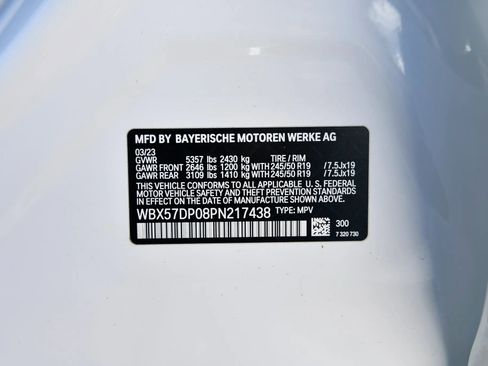 MFD BY BAYERISCHE MOTOREN WERKE AG
03/23
GVWR 5357 lbs 2430 kg TIRE / RIM
GAWR FRONT 2646 lbs 1200 kg WITH 245/50 R19 /7.5Jx19
GAWR REAR 3109 lbs 1410 kg WITH 245/50 R19 /7.5Jx19
THIS VEHICLE CONFORMS TO ALL APPLICABLE U. S. FEDERAL
MOTOR VEHICLE SAFETY AND THEFT PREVENTION STANDARDS
IN EFFECT ON THE DATE OF MANUFACTURE SHOWN ABOVE.
WBX57DP08PN217438 TYPE: MPV
300
7 320 730